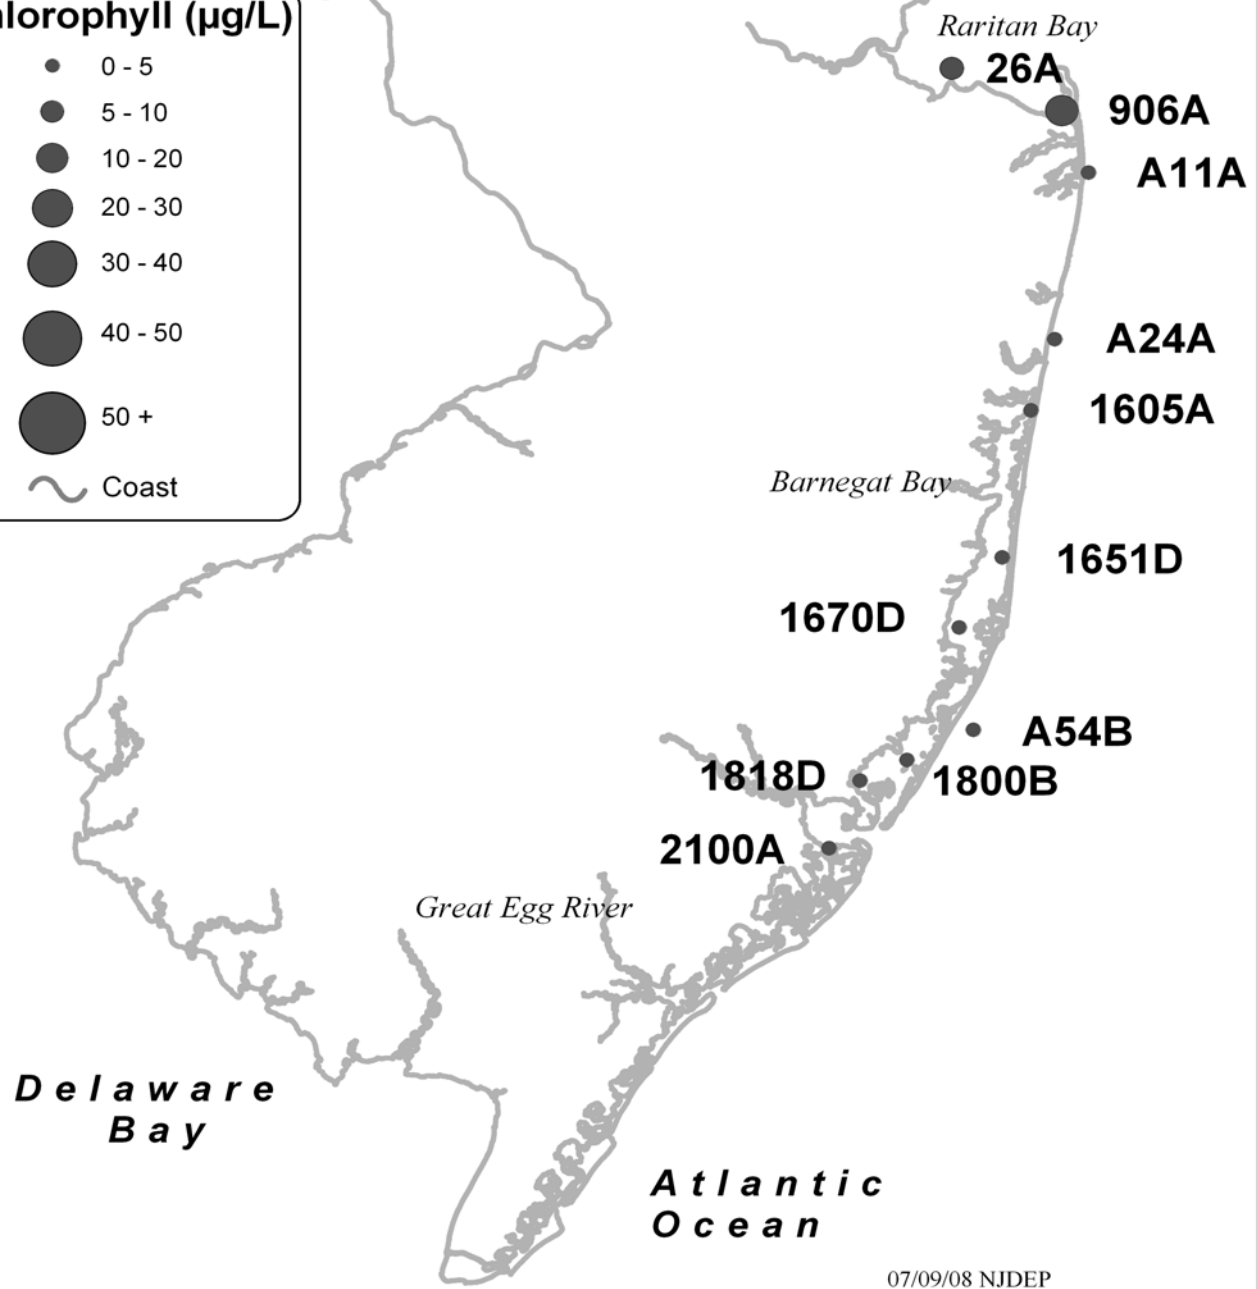 lorophyll (µg/L)
0 - 5
5 - 10
10 - 20
20 - 30
30 - 40
40 - 50
50 +
Coast
Raritan Bay
26A
906A
A11A
A24A
1605A
Barnegat Bay
1651D
1670D
A54B
1818D
1800B
2100A
Great Egg River
Delaware
Bay
Atlantic
Ocean
07/09/08 NJDEP